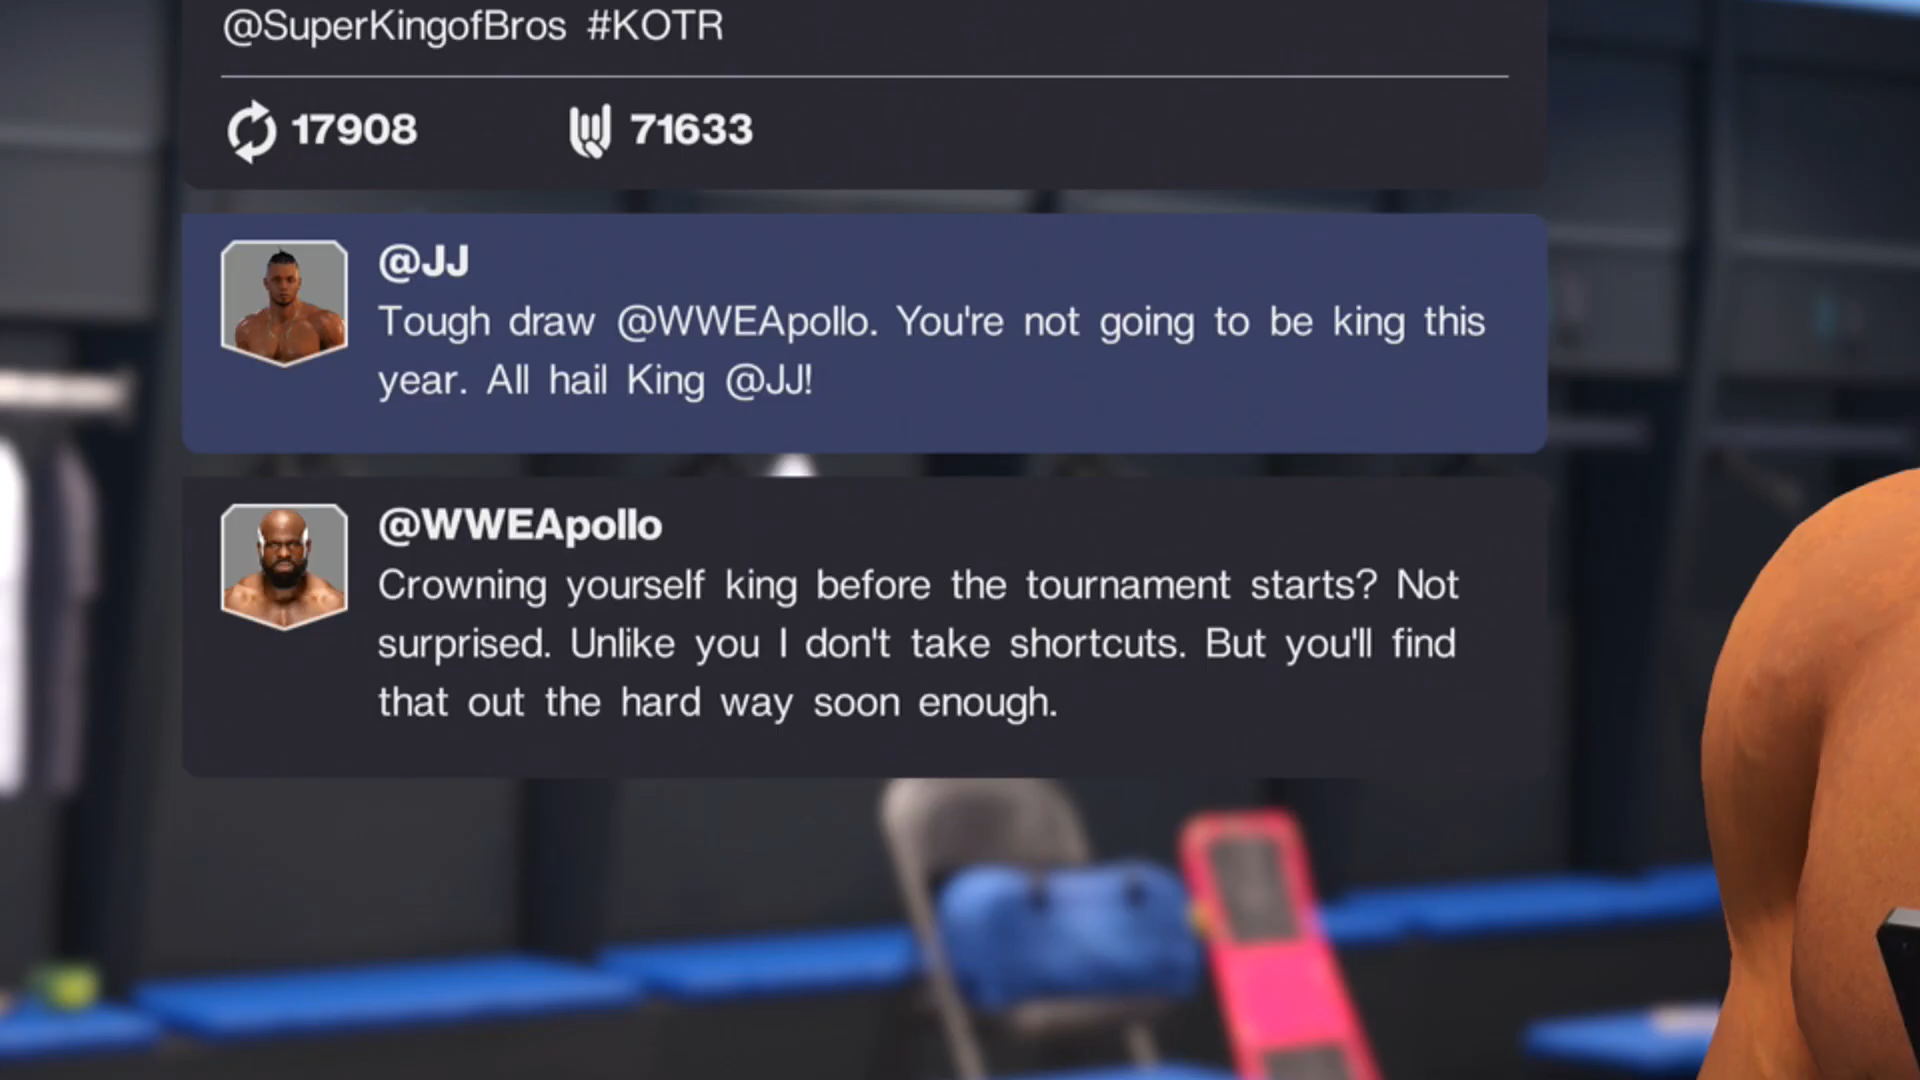 @SuperKingofBros #KOTR
17908 71633
@JJ
Tough draw @WWEApollo. You're not going to be king this
year. All hail King @JJ!
@WWEApollo
Crowning yourself king before the tournament starts? Not
surprised. Unlike you I don't take shortcuts. But you'll find
that out the hard way soon enough.